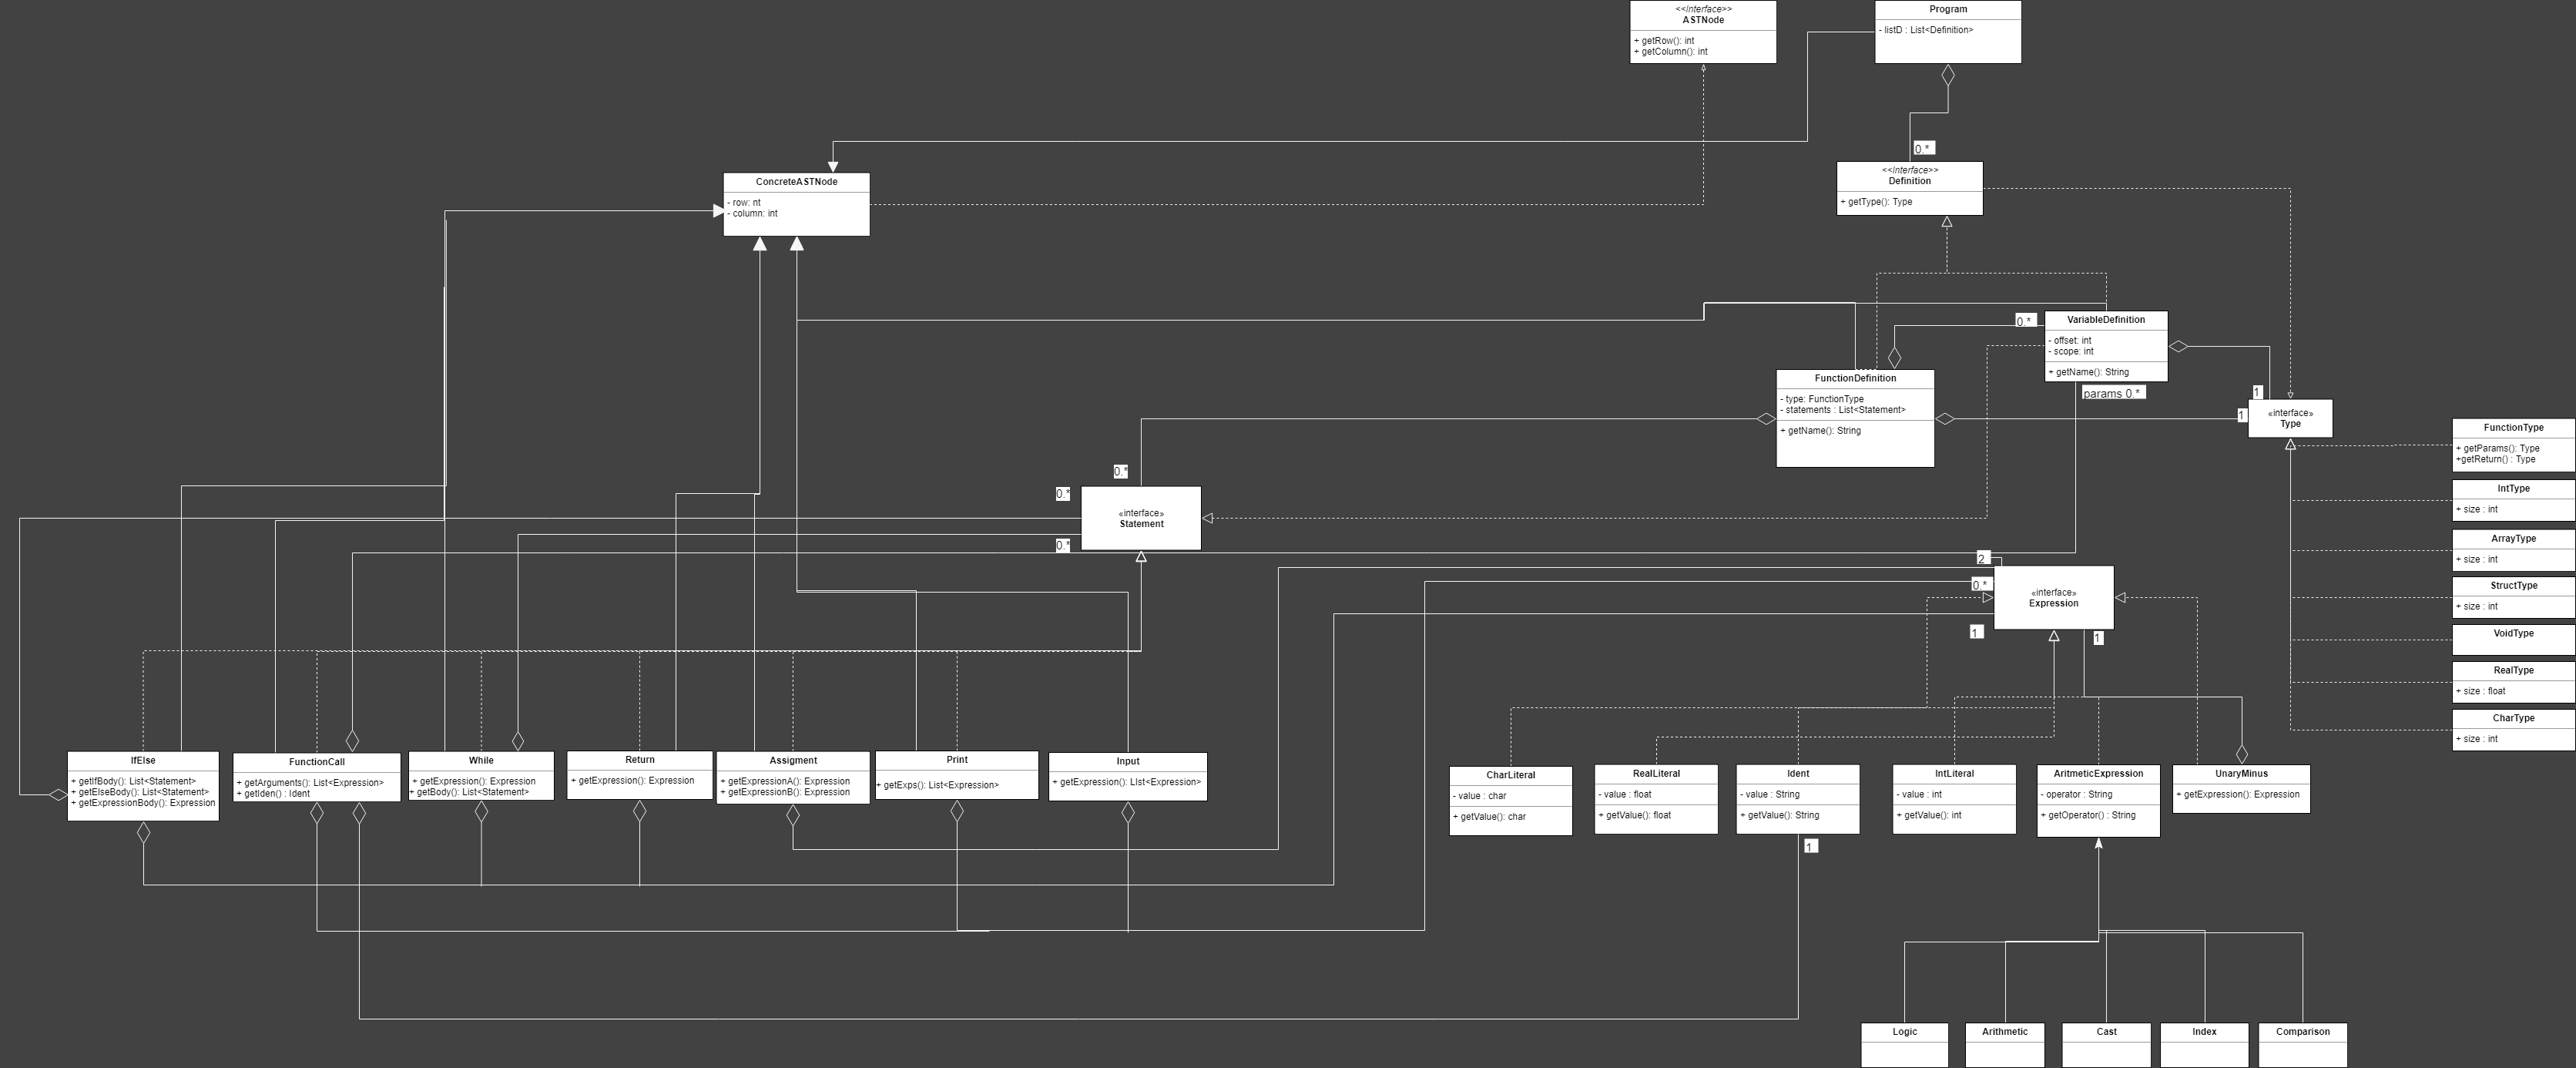 <<Interface>>
ASTNode
+ getRow(): int
+ getColumn(): int
Program
- listD : List<Definition>
0.*
<<Interface>>
Definition
+ getType(): Type
ConcreteASTNode
- row: nt
- column: int
0.*
VariableDefinition
- offset: int
- scope: int
+ getName(): String
params 0.*
FunctionDefinition
- type: FunctionType
- statements : List<Statement>
+ getName(): String
1
1
«interface»
Type
FunctionType
+ getParams(): Type
+getReturn() : Type
IntType
+ size : int
ArrayType
+ size : int
StructType
+ size : int
VoidType
RealType
+ size : float
CharType
+ size : int
0.*
0.*
«interface»
Statement
0.*
2
0.*
«interface»
Expression
1
1
IfElse
+ getIfBody(): List<Statement>
+ getElseBody(): List<Statement>
+ getExpressionBody(): Expression
FunctionCall
+ getArguments(): List<Expression>
+ getIden() : Ident
While
+ getExpression(): Expression
+ getBody(): List<Statement>
Return
+ getExpression(): Expression
Assigment
+ getExpressionA(): Expression
+ getExpressionB(): Expression
Print
+ getExps(): List<Expression>
Input
+ getExpression(): LIst<Expression>
CharLiteral
- value : char
+ getValue(): char
RealLiteral
- value : float
+ getValue(): float
Ident
- value : String
+ getValue(): String
1
IntLiteral
- value : int
+ getValue(): int
AritmeticExpression
- operator : String
+ getOperator() : String
UnaryMinus
+ getExpression(): Expression
Logic
Arithmetic
Cast
Index
Comparison